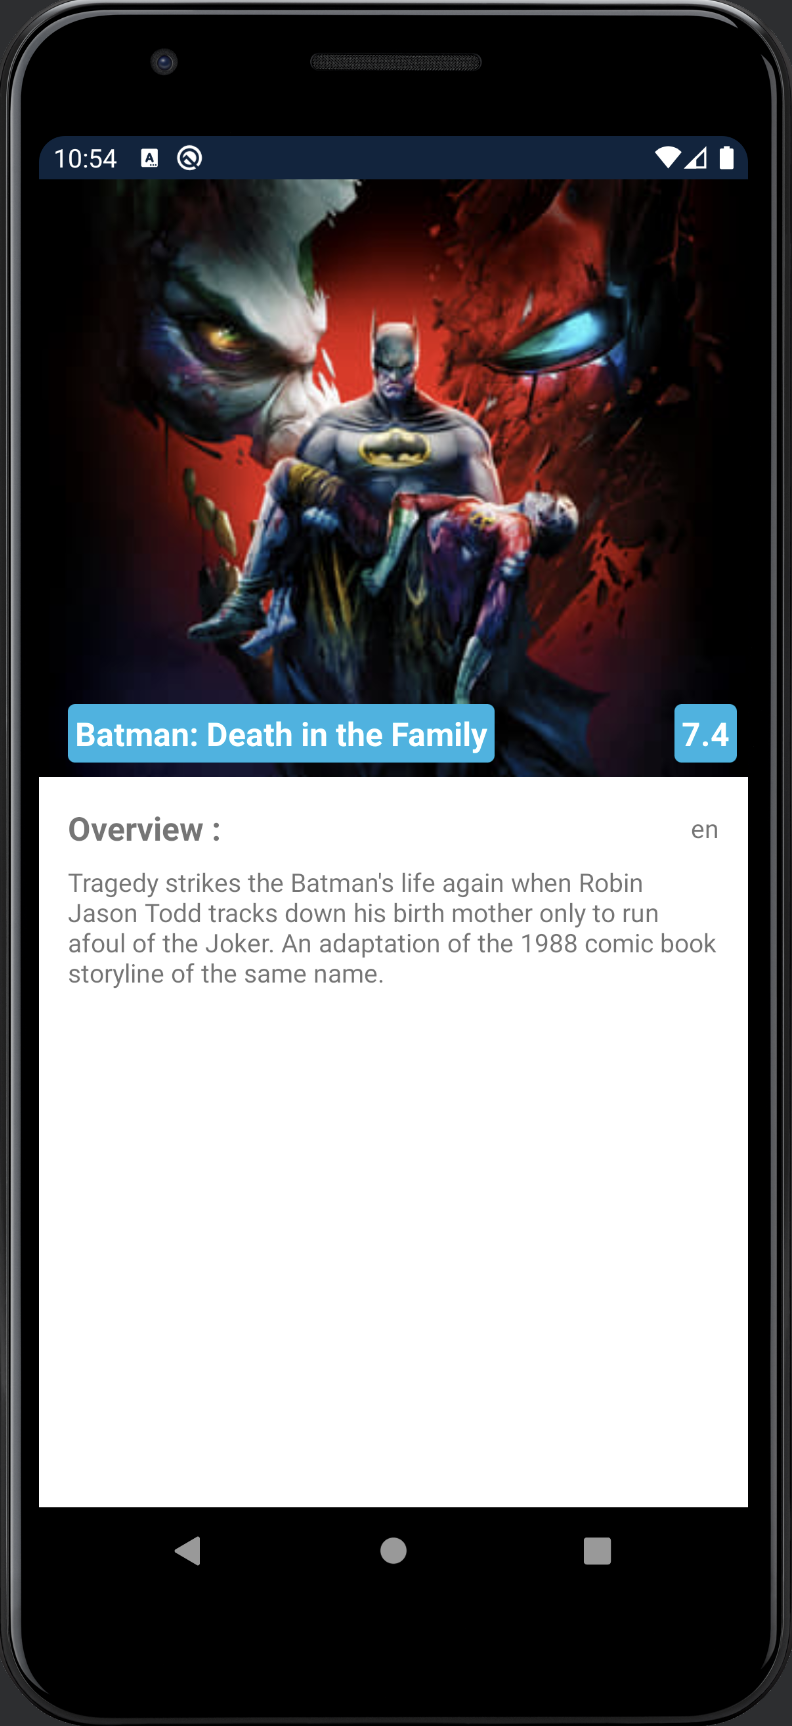 10:54
A
Batman: Death in the Family
7.4
Overview :
en
Tragedy strikes the Batman's life again when Robin
Jason Todd tracks down his birth mother only to run
afoul of the Joker. An adaptation of the 1988 comic book
storyline of the same name.